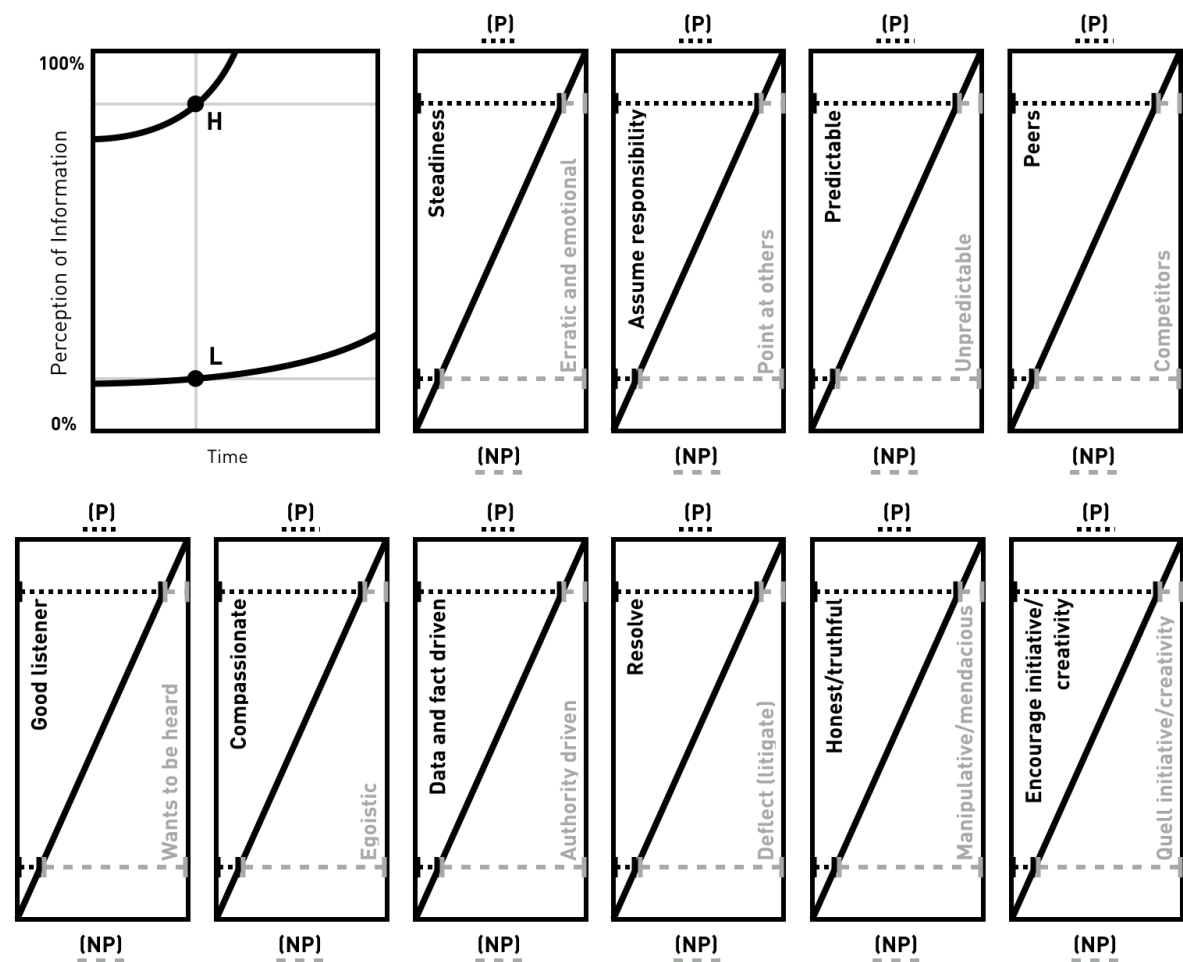 (P)
(P)
(P)
(P)
100%
H
Perception of Information
L
0%
Time
Steadiness
Erratic and emotional
Assume responsibility
Point at others
Predictable
Unpredictable
Peers
Competitors
(NP)
(NP)
(NP)
(NP)
(P)
(P)
(P)
(P)
(P)
(P)
Good listener
Wants to be heard
Compassionate
Egoistic
Data and fact driven
Authority driven
Resolve
Deflect (litigate)
Honest/truthful
Manipulative/mendacious
Encourage initiative/
creativity
Quell initiative/creativity
(NP)
(NP)
(NP)
(NP)
(NP)
(NP)